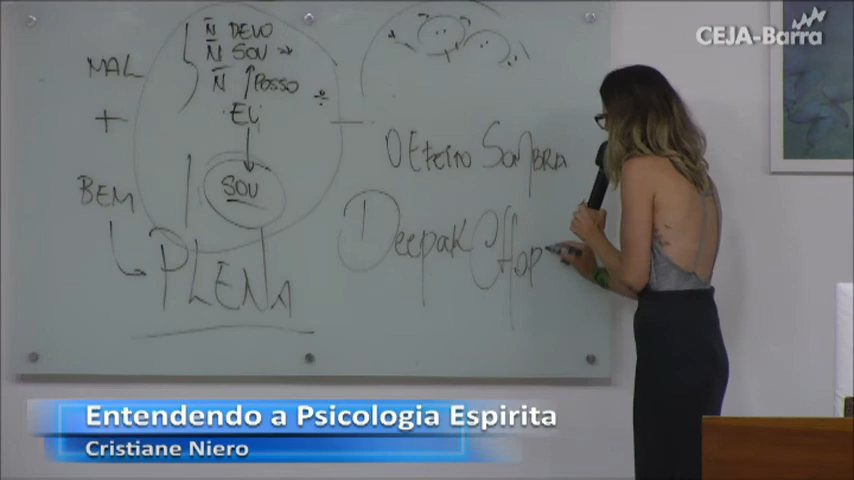 CEJA-Barra
Ñ DEVO
Ñ SOU
Ñ POSSO ÷
MAL
+
EU
BEM
SOU
PLENA
O EFEITO SOMBRA
Deepak Chop
Entendendo a Psicologia Espirita
Cristiane Niero